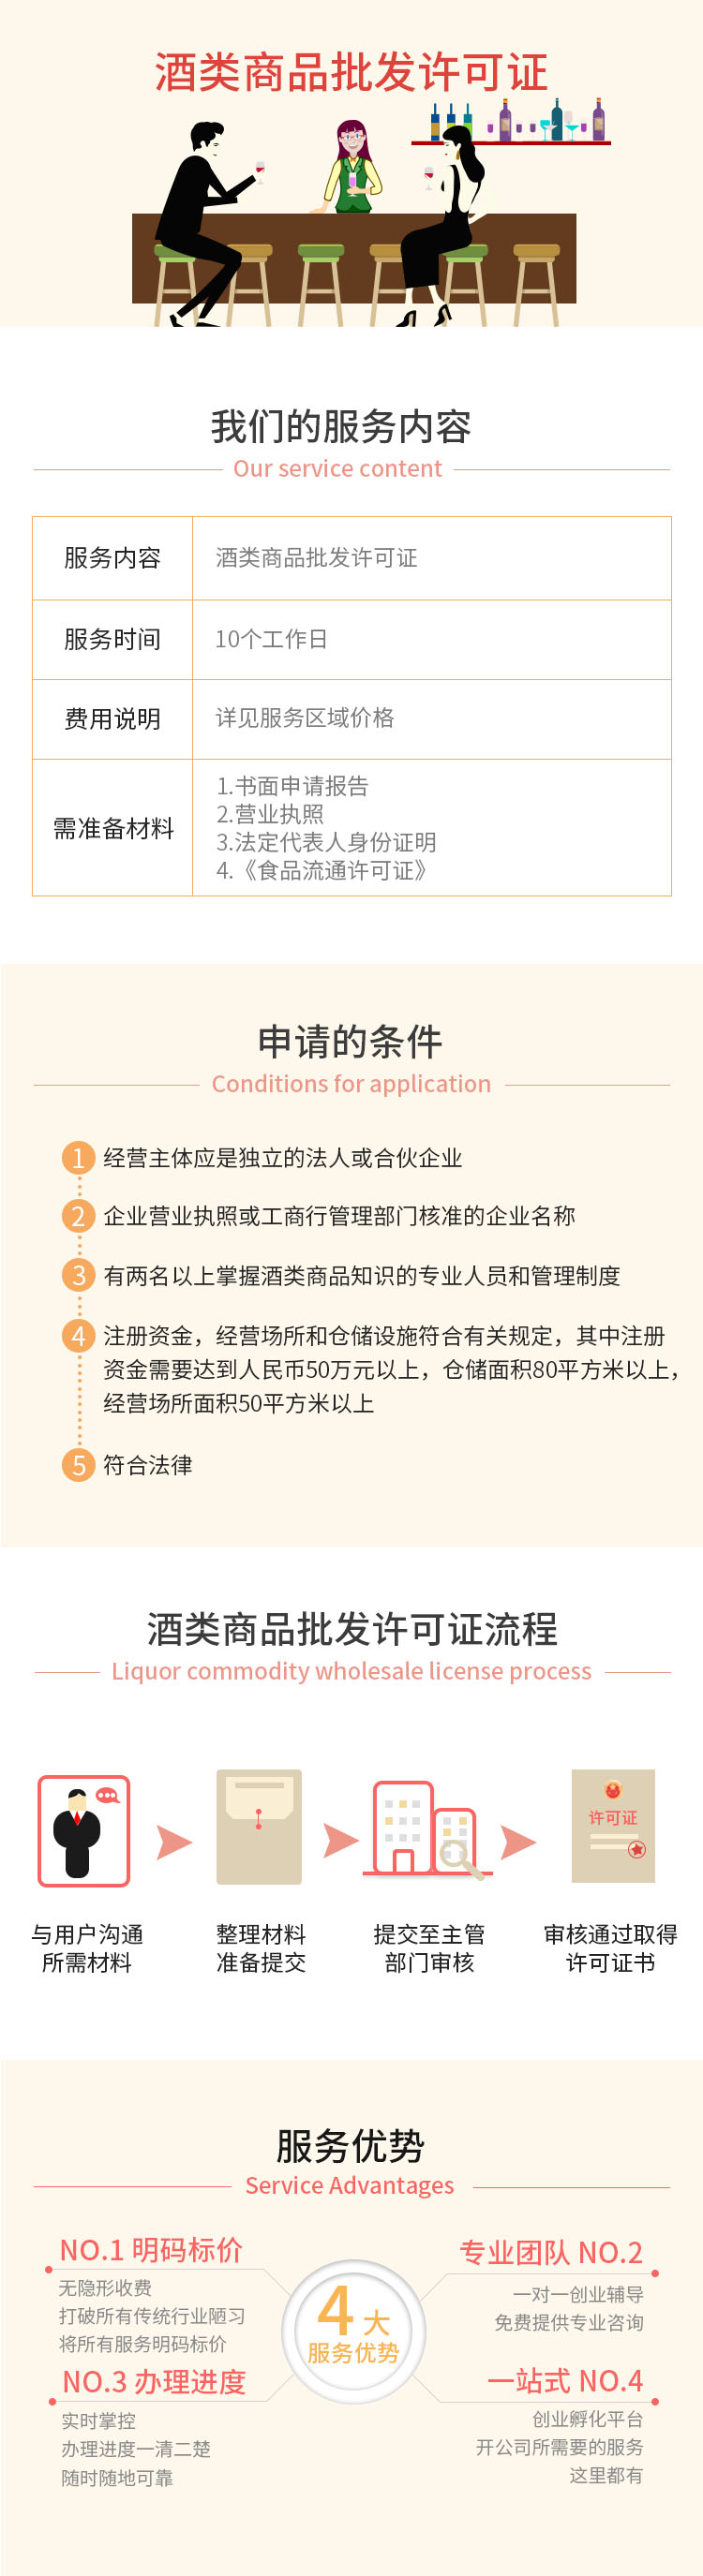 酒类商品批发许可证
我们的服务内容
Our service content
服务内容
酒类商品批发许可证
服务时间
10个工作日
费用说明
详见服务区域价格
需准备材料
1.书面申请报告
2.营业执照
3.法定代表人身份证明
4.《食品流通许可证》
申请的条件
Conditions for application
1 经营主体应是独立的法人或合伙企业
2 企业营业执照或工商行管理部门核准的企业名称
3 有两名以上掌握酒类商品知识的专业人员和管理制度
4 注册资金，经营场所和仓储设施符合有关规定，其中注册
资金需要达到人民币50万元以上，仓储面积80平方米以上，
经营场所面积50平方米以上
5 符合法律
酒类商品批发许可证流程
Liquor commodity wholesale license process
许可证
与用户沟通
所需材料
整理材料
准备提交
提交至主管
部门审核
审核通过取得
许可证书
服务优势
Service Advantages
NO.1 明码标价
无隐形收费
打破所有传统行业陋习
将所有服务明码标价
专业团队 NO.2
一对一创业辅导
免费提供专业咨询
4大
服务优势
NO.3 办理进度
实时掌控
办理进度一清二楚
随时随地可靠
一站式 NO.4
创业孵化平台
开公司所需要的服务
这里都有